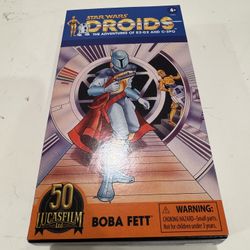 4+
STAR WARS
DROIDS
THE ADVENTURES OF R2-D2 AND C-3PO
50
LUCASFILM
Ltd
BOBA FETT
WARNING:
CHOKING HAZARD-Small parts.
Not for children under 3 years.